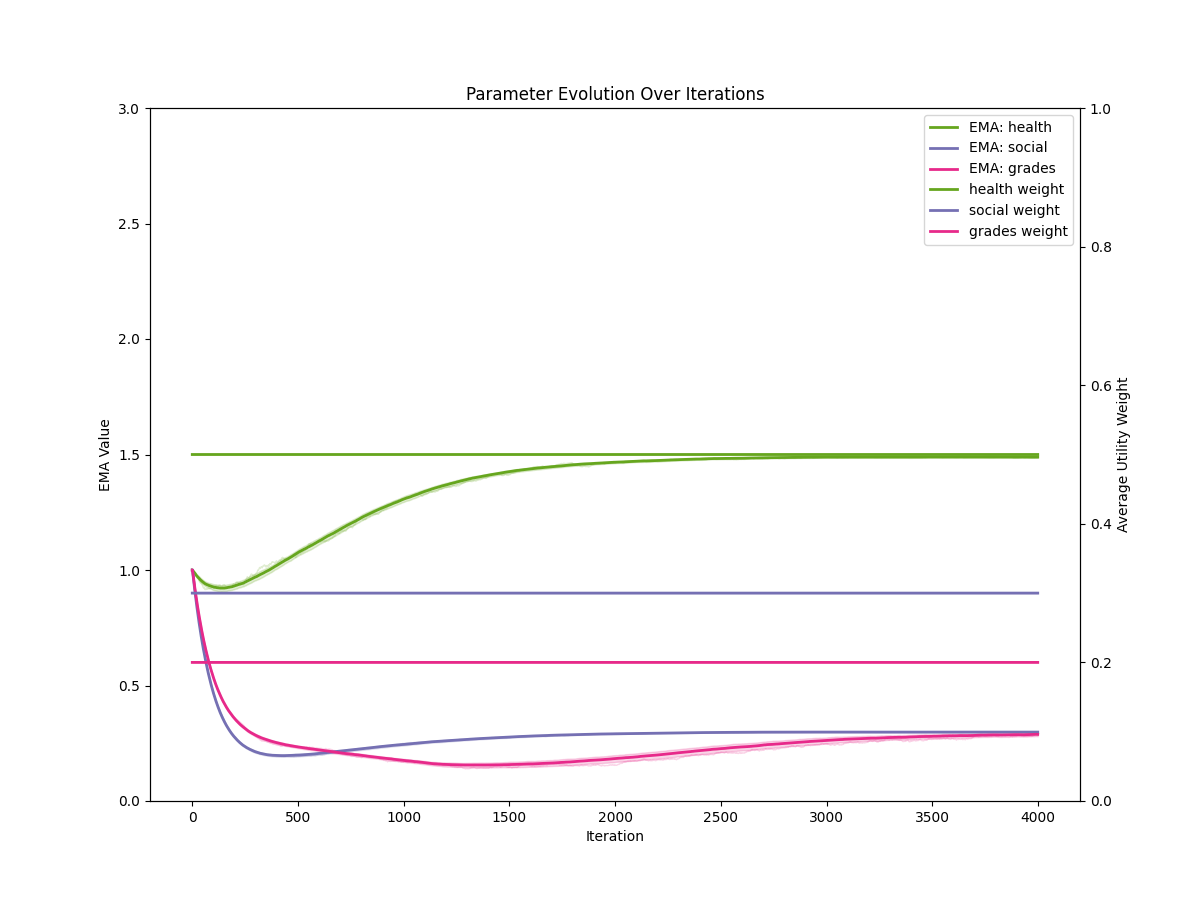 Parameter Evolution Over Iterations
3.0
2.5
2.0
1.5
1.0
0.5
0.0
EMA Value
1.0
0.8
0.6
0.4
0.2
0.0
Average Utility Weight
EMA: health
EMA: social
EMA: grades
health weight
social weight
grades weight
0 500 1000 1500 2000 2500 3000 3500 4000
Iteration